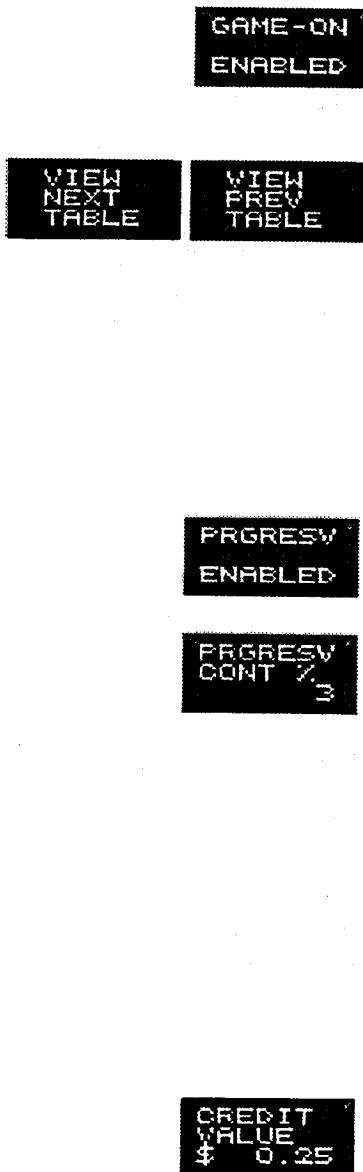 GAME-ON
ENABLED
VIEW
NEXT
TABLE
VIEW
PREV
TABLE
PRGRESV
ENABLED
PRGRESV
CONT %
3
CREDIT
VALUE
$ 0.25